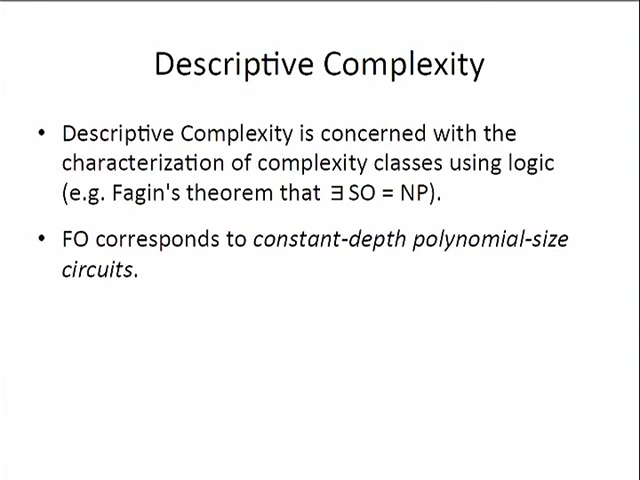 Descriptive Complexity
• Descriptive Complexity is concerned with the
characterization of complexity classes using logic
(e.g. Fagin's theorem that ∃ SO = NP).
• FO corresponds to constant-depth polynomial-size
circuits.